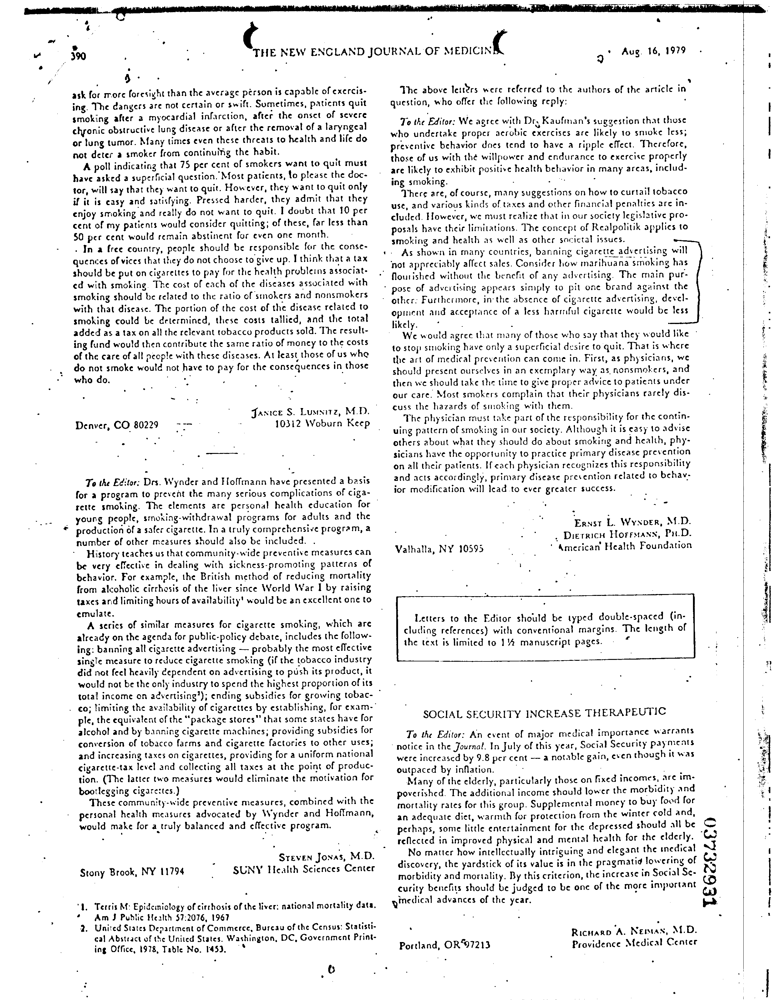 390
THE NEW ENGLAND JOURNAL OF MEDICINE
Aug. 16, 1979
ask for more foresight than the average person is capable of exercis-
ing. The dangers are not certain or swift. Sometimes, patients quit
smoking after a myocardial infarction, after the onset of severe
chronic obstructive lung disease or after the removal of a laryngeal
or lung tumor. Many times even these threats to health and life do
not deter a smoker from continuing the habit.
A poll indicating that 75 per cent of smokers want to quit must
have asked a superficial question. Most patients, to please the doc-
tor, will say that they want to quit. However, they want to quit only
if it is easy and satisfying. Pressed harder, they admit that they
enjoy smoking and really do not want to quit. I doubt that 10 per
cent of my patients would consider quitting; of these, far less than
50 per cent would remain abstinent for even one month.
In a free country, people should be responsible for the conse-
quences of vices that they do not choose to give up. I think that a tax
should be put on cigarettes to pay for the health problems associat-
ed with smoking. The cost of each of the diseases associated with
smoking should be related to the ratio of smokers and nonsmokers
with that disease. The portion of the cost of the disease related to
smoking could be determined, these costs tallied, and the total
added as a tax on all the relevant tobacco products sold. The result-
ing fund would then contribute the same ratio of money to the costs
of the care of all people with these diseases. At least those of us who
do not smoke would not have to pay for the consequences in those
who do.
JANICE S. LUMNITZ, M.D.
Denver, CO 80229 10312 Woburn Keep
To the Editor: Drs. Wynder and Hoffmann have presented a basis
for a program to prevent the many serious complications of ciga-
rette smoking. The elements are personal health education for
young people, smoking-withdrawal programs for adults and the
production of a safer cigarette. In a truly comprehensive program, a
number of other measures should also be included.
History teaches us that community-wide preventive measures can
be very effective in dealing with sickness-promoting patterns of
behavior. For example, the British method of reducing mortality
from alcoholic cirrhosis of the liver since World War I by raising
taxes and limiting hours of availability¹ would be an excellent one to
emulate.
A series of similar measures for cigarette smoking, which are
already on the agenda for public-policy debate, includes the follow-
ing: banning all cigarette advertising — probably the most effective
single measure to reduce cigarette smoking (if the tobacco industry
did not feel heavily dependent on advertising to push its product, it
would not be the only industry to spend the highest proportion of its
total income on advertising²); ending subsidies for growing tobac-
co; limiting the availability of cigarettes by establishing, for exam-
ple, the equivalent of the "package stores" that some states have for
alcohol and by banning cigarette machines; providing subsidies for
conversion of tobacco farms and cigarette factories to other uses;
and increasing taxes on cigarettes, providing for a uniform national
cigarette-tax level and collecting all taxes at the point of produc-
tion. (The latter two measures would eliminate the motivation for
bootlegging cigarettes.)
These community-wide preventive measures, combined with the
personal health measures advocated by Wynder and Hoffmann,
would make for a truly balanced and effective program.
STEVEN JONAS, M.D.
Stony Brook, NY 11794 SUNY Health Sciences Center
1. Terris M: Epidemiology of cirrhosis of the liver: national mortality data.
Am J Public Health 57:2076, 1967
2. United States Department of Commerce, Bureau of the Census: Statisti-
cal Abstract of the United States. Washington, DC, Government Print-
ing Office, 1978, Table No. 1453.
The above letters were referred to the authors of the article in
question, who offer the following reply:
To the Editor: We agree with Dr. Kaufman's suggestion that those
who undertake proper aerobic exercises are likely to smoke less;
preventive behavior does tend to have a ripple effect. Therefore,
those of us with the willpower and endurance to exercise properly
are likely to exhibit positive health behavior in many areas, includ-
ing smoking.
There are, of course, many suggestions on how to curtail tobacco
use, and various kinds of taxes and other financial penalties are in-
cluded. However, we must realize that in our society legislative pro-
posals have their limitations. The concept of Realpolitik applies to
smoking and health as well as other societal issues.
As shown in many countries, banning cigarette advertising will
not appreciably affect sales. Consider how marihuana smoking has
flourished without the benefit of any advertising. The main pur-
pose of advertising appears simply to pit one brand against the
other. Furthermore, in the absence of cigarette advertising, devel-
opment and acceptance of a less harmful cigarette would be less
likely.
We would agree that many of those who say that they would like
to stop smoking have only a superficial desire to quit. That is where
the art of medical prevention can come in. First, as physicians, we
should present ourselves in an exemplary way as nonsmokers, and
then we should take the time to give proper advice to patients under
our care. Most smokers complain that their physicians rarely dis-
cuss the hazards of smoking with them.
The physician must take part of the responsibility for the contin-
uing pattern of smoking in our society. Although it is easy to advise
others about what they should do about smoking and health, phy-
sicians have the opportunity to practice primary disease prevention
on all their patients. If each physician recognizes this responsibility
and acts accordingly, primary disease prevention related to behav-
ior modification will lead to ever greater success.
ERNST L. WYNDER, M.D.
DIETRICH HOFFMANN, PH.D.
Valhalla, NY 10595 American Health Foundation
Letters to the Editor should be typed double-spaced (in-
cluding references) with conventional margins. The length of
the text is limited to 1½ manuscript pages.
SOCIAL SECURITY INCREASE THERAPEUTIC
To the Editor: An event of major medical importance warrants
notice in the Journal. In July of this year, Social Security payments
were increased by 9.8 per cent — a notable gain, even though it was
outpaced by inflation.
Many of the elderly, particularly those on fixed incomes, are im-
poverished. The additional income should lower the morbidity and
mortality rates for this group. Supplemental money to buy food for
an adequate diet, warmth for protection from the winter cold and,
perhaps, some little entertainment for the depressed should all be
reflected in improved physical and mental health for the elderly.
No matter how intellectually intriguing and elegant the medical
discovery, the yardstick of its value is in the pragmatic lowering of
morbidity and mortality. By this criterion, the increase in Social Se-
curity benefits should be judged to be one of the more important
medical advances of the year.
RICHARD A. NEIMAN, M.D.
Portland, OR 97213 Providence Medical Center
03732931